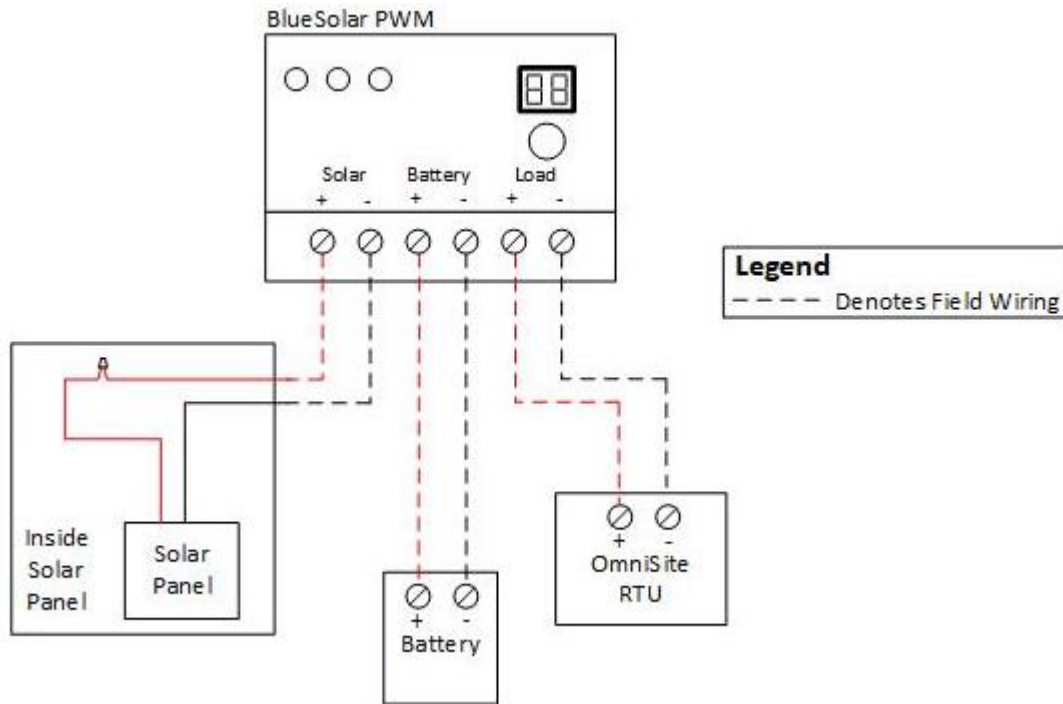 BlueSolar PWM
Solar Battery Load
+ - + - + -
Legend
Denotes Field Wiring
Inside
Solar
Panel
Solar
Panel
+ -
Battery
+ -
OmniSite
RTU